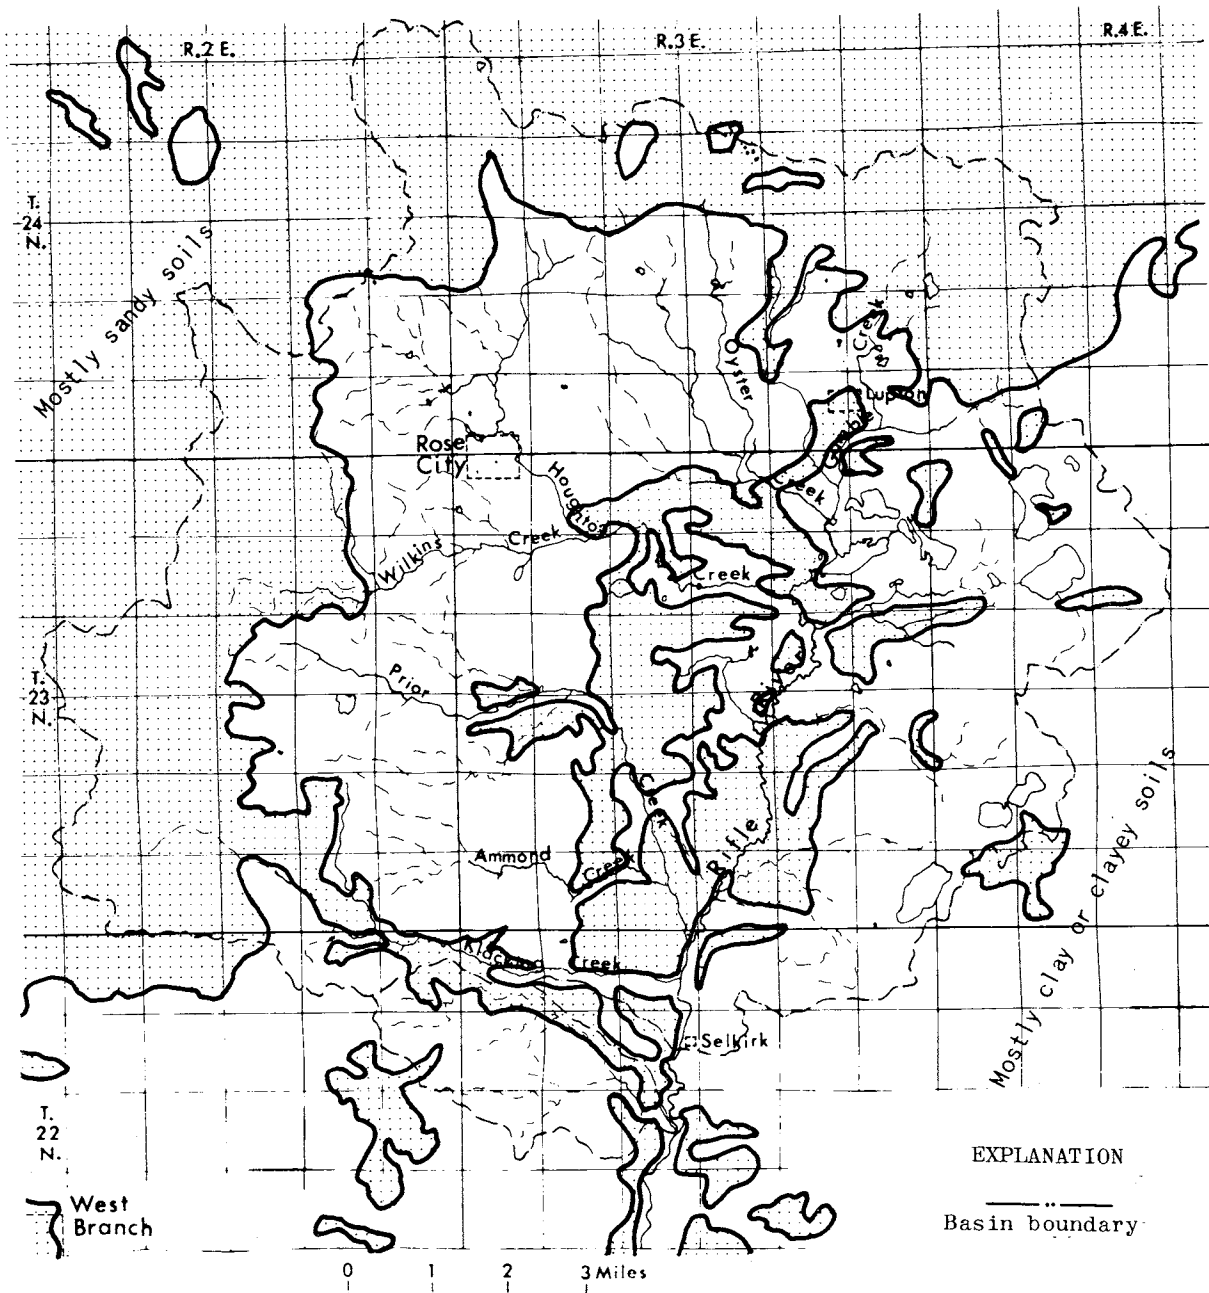 R.2 E.
R.3 E.
R.4 E.
T.
24
N.
Mostly sandy soils
Creek
Oyster
Lupton
Rose
City
Houghton
Creek
Creek
Wilkins
Creek
Prior
T.
23
N.
Creek
Rifle
Ammond
Creek
Mostly clay or clayey soils
Klacking
Creek
Selkirk
T.
22
N.
EXPLANATION
Basin boundary
West
Branch
0 1 2 3 Miles